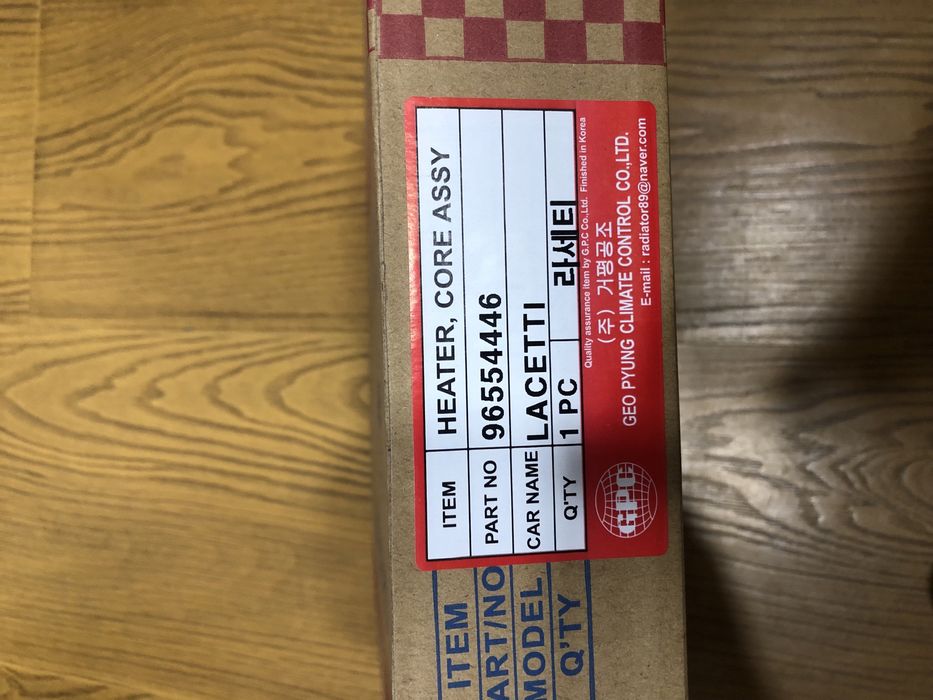 ITEM HEATER, CORE ASSY
PART NO 96554446
CAR NAME LACETTI
Q'TY 1 PC 라세티
Quality assurance item by G.P.C Co.,Ltd. Finished in Korea
(주) 거평공조
GPC GEO PYUNG CLIMATE CONTROL CO.,LTD.
E-mail : radiator89@naver.com
ITEM
ART/NO
MODEL
Q'TY